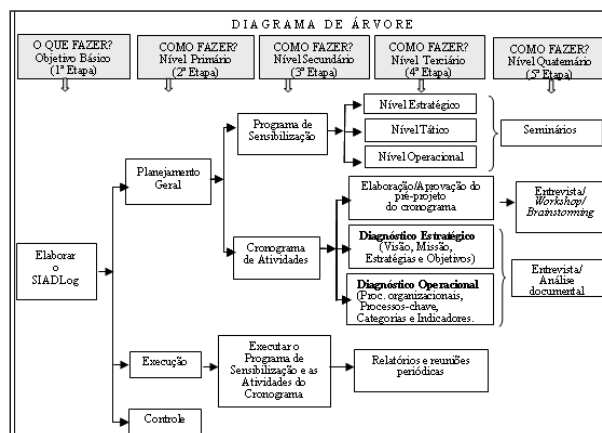 DIAGRAMA DE ÁRVORE
O QUE FAZER?
Objetivo Básico
(1ª Etapa)
COMO FAZER?
Nível Primário
(2ª Etapa)
COMO FAZER?
Nível Secundário
(3ª Etapa)
COMO FAZER?
Nível Terciário
(4ª Etapa)
COMO FAZER?
Nível Quaternário
(5ª Etapa)
Elaborar
o
SIADLog
Planejamento
Geral
Execução
Controle
Programa de
Sensibilização
Cronograma
de Atividades
Executar o
Programa de
Sensibilização e as
Atividades do
Cronograma
Nível Estratégico
Nível Tático
Nível Operacional
Elaboração/Aprovação do
pré-projeto
do cronograma
Diagnóstico Estratégico
(Visão, Missão,
Estratégias e Objetivos)
Diagnóstico Operacional
(Proc. organizacionais,
Processos-chave,
Categorias e Indicadores.
Relatórios e reuniões
periódicas
Seminários
Entrevista/
Workshop/
Brainstorming
Entrevista/
Análise
documental